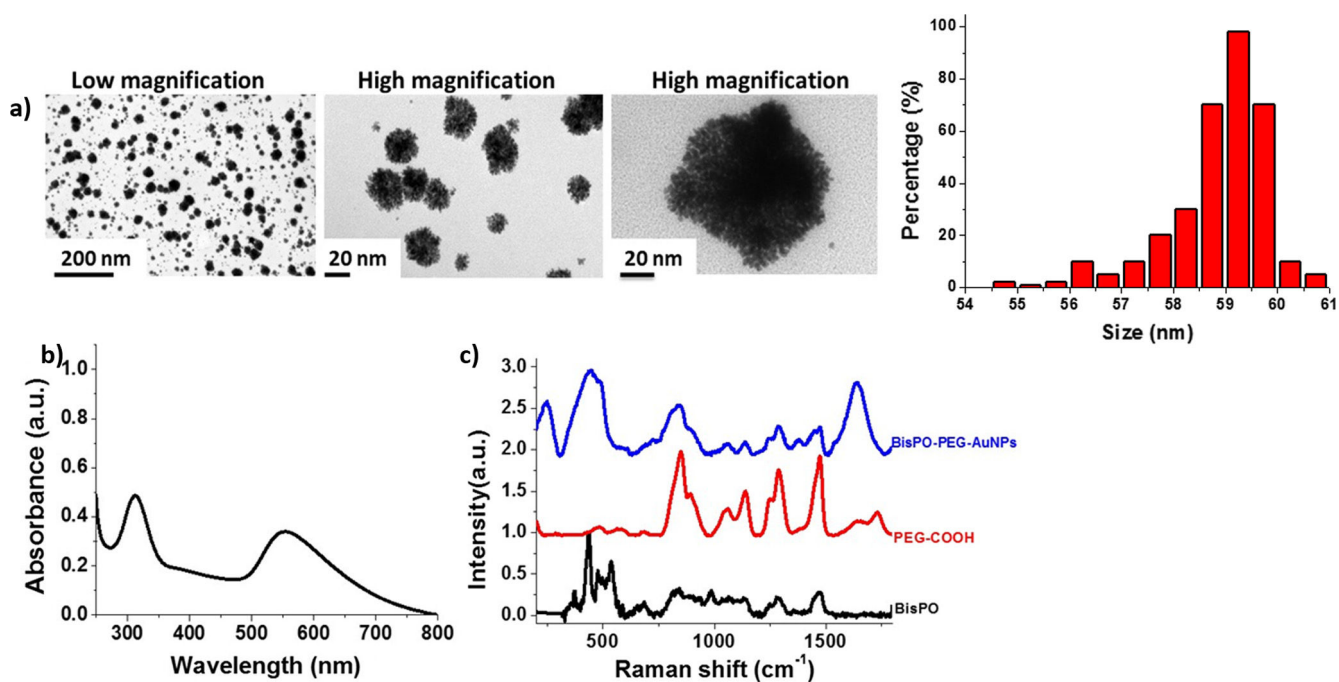 Low magnification
High magnification
High magnification
a)
200 nm
20 nm
20 nm
100
80
60
40
20
0
Percentage (%)
54 55 56 57 58 59 60 61
Size (nm)
b)
1.0
0.8
0.6
0.4
0.2
0.0
Absorbance (a.u.)
300 400 500 600 700 800
Wavelength (nm)
c)
3.0
2.5
2.0
1.5
1.0
0.5
0.0
Intensity(a.u.)
BisPO-PEG-AuNPs
PEG-COOH
BisPO
500 1000 1500
Raman shift (cm⁻¹)